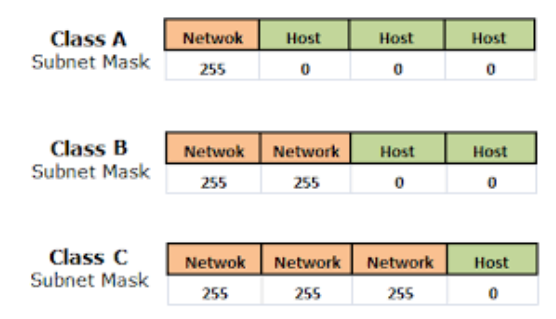 Class A
Subnet Mask
Netwok Host Host Host
255 0 0 0
Class B
Subnet Mask
Netwok Network Host Host
255 255 0 0
Class C
Subnet Mask
Netwok Network Network Host
255 255 255 0